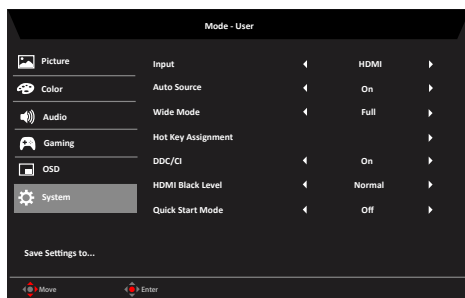 Mode - User
Picture
Color
Audio
Gaming
OSD
System
Input HDMI
Auto Source On
Wide Mode Full
Hot Key Assignment
DDC/CI On
HDMI Black Level Normal
Quick Start Mode Off
Save Settings to...
Move Enter